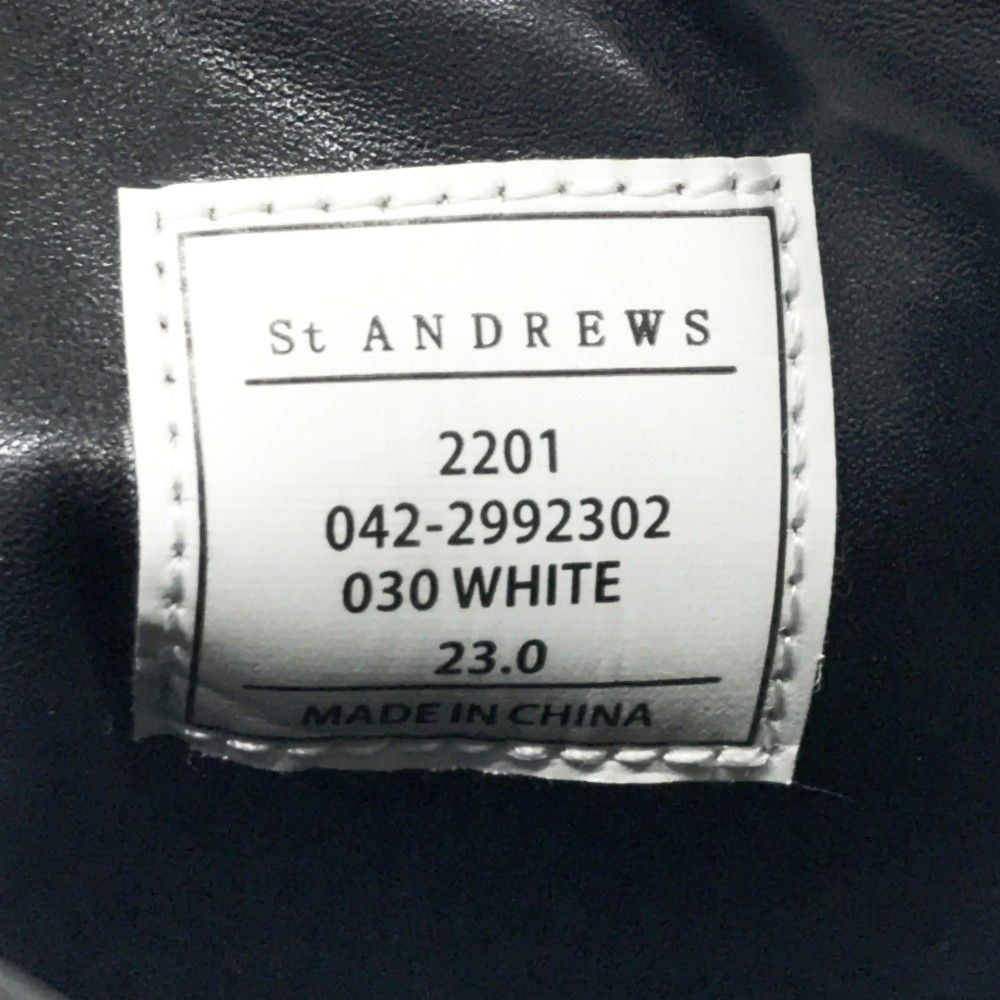 St ANDREWS
2201
042-2992302
030 WHITE
23.0
MADE IN CHINA